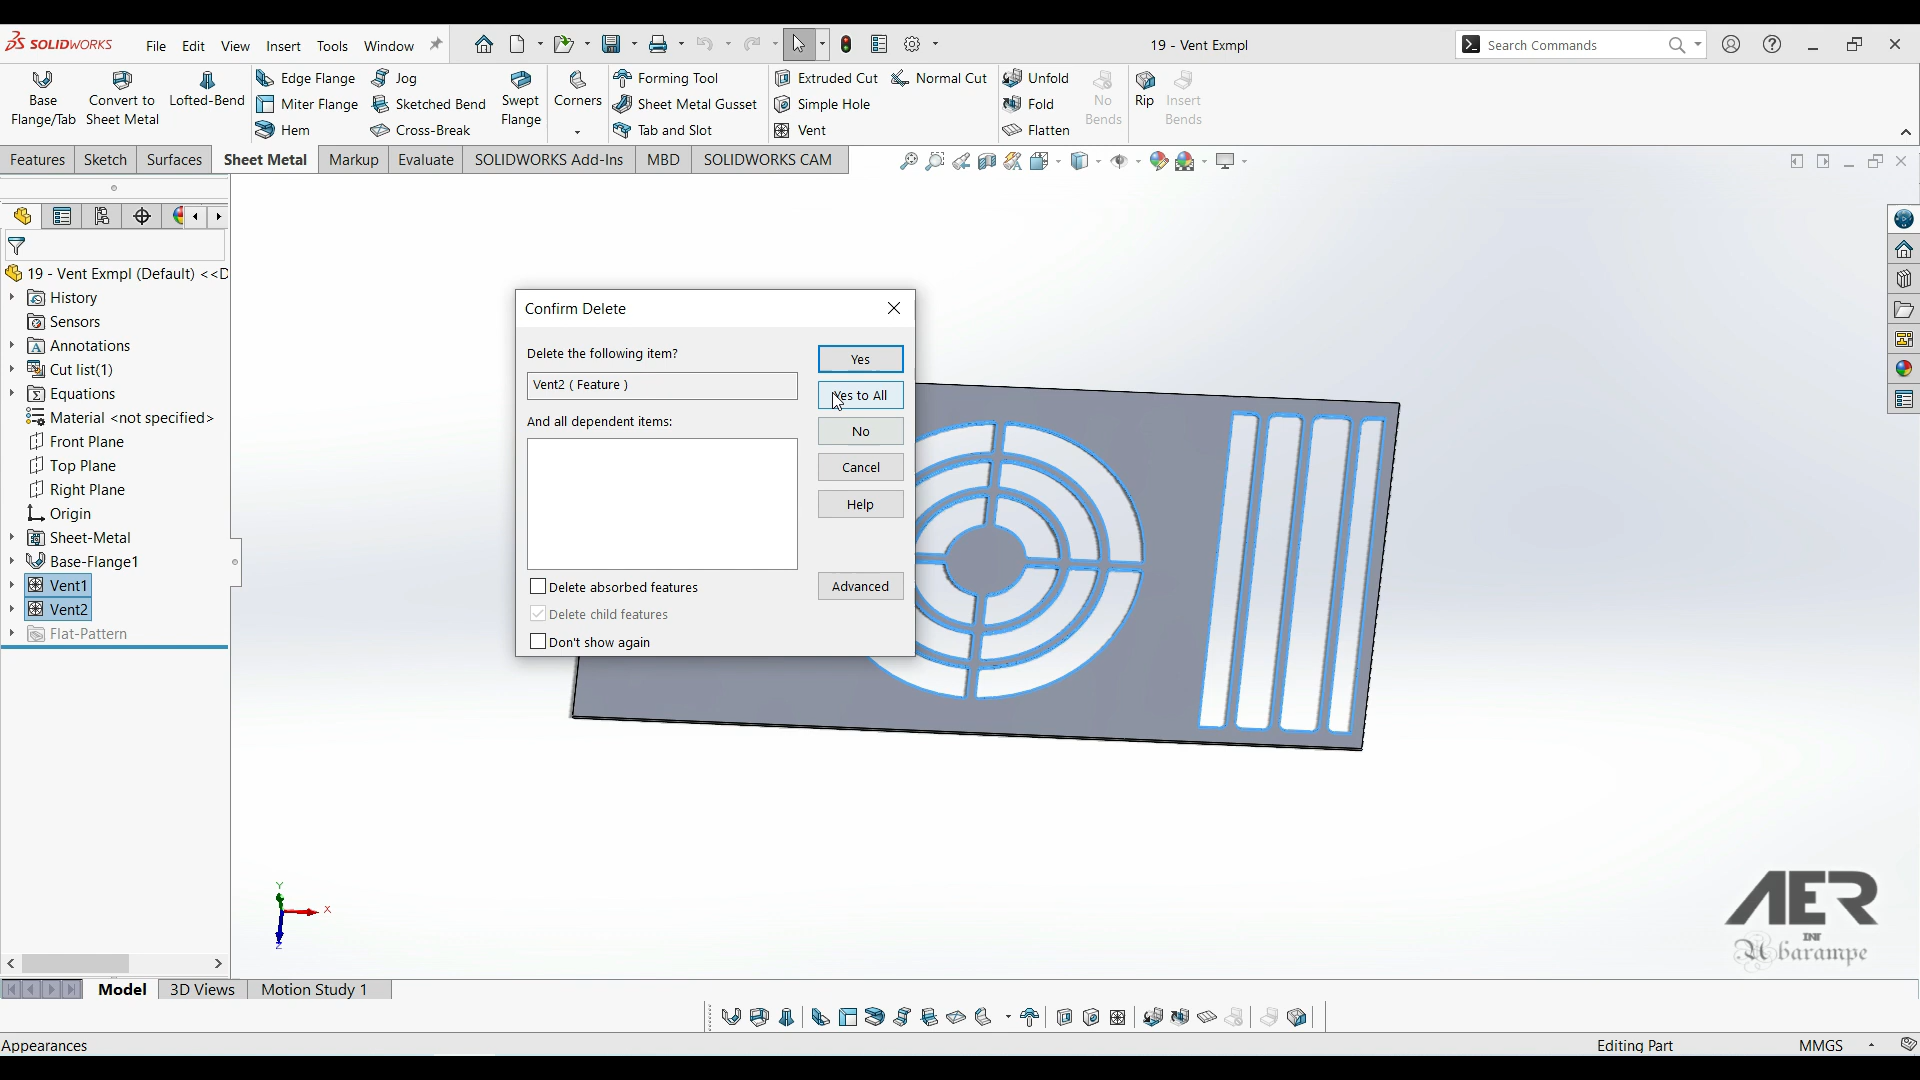 SOLIDWORKS
File Edit View Insert Tools Window
19 - Vent Exmpl
Search Commands
Base Flange/Tab
Convert to Sheet Metal
Lofted-Bend
Edge Flange
Miter Flange
Hem
Jog
Sketched Bend
Cross-Break
Swept Flange
Corners
Forming Tool
Sheet Metal Gusset
Tab and Slot
Extruded Cut
Simple Hole
Vent
Normal Cut
Unfold
Fold
Flatten
No Bends
Rip
Insert Bends
Features Sketch Surfaces Sheet Metal Markup Evaluate SOLIDWORKS Add-Ins MBD SOLIDWORKS CAM
19 - Vent Exmpl (Default) <<D
History
Sensors
Annotations
Cut list(1)
Equations
Material <not specified>
Front Plane
Top Plane
Right Plane
Origin
Sheet-Metal
Base-Flange1
Vent1
Vent2
Flat-Pattern
Confirm Delete
Delete the following item?
Vent2 ( Feature )
And all dependent items:
Delete absorbed features
Delete child features
Don't show again
Yes
Yes to All
No
Cancel
Help
Advanced
Y
X
Z
AER
INT
Abarampe
Model 3D Views Motion Study 1
Appearances
Editing Part
MMGS